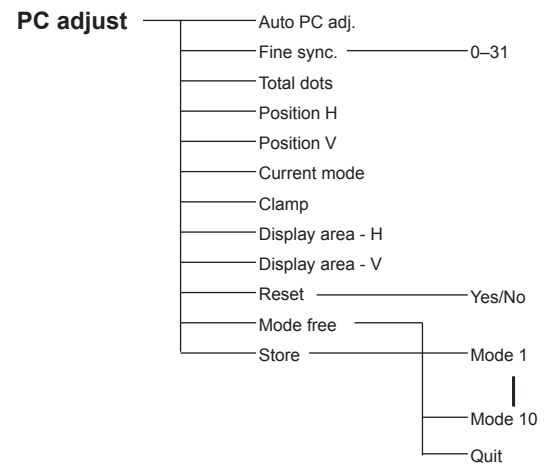 PC adjust
Auto PC adj.
Fine sync. 0–31
Total dots
Position H
Position V
Current mode
Clamp
Display area - H
Display area - V
Reset Yes/No
Mode free
Store Mode 1
Mode 10
Quit